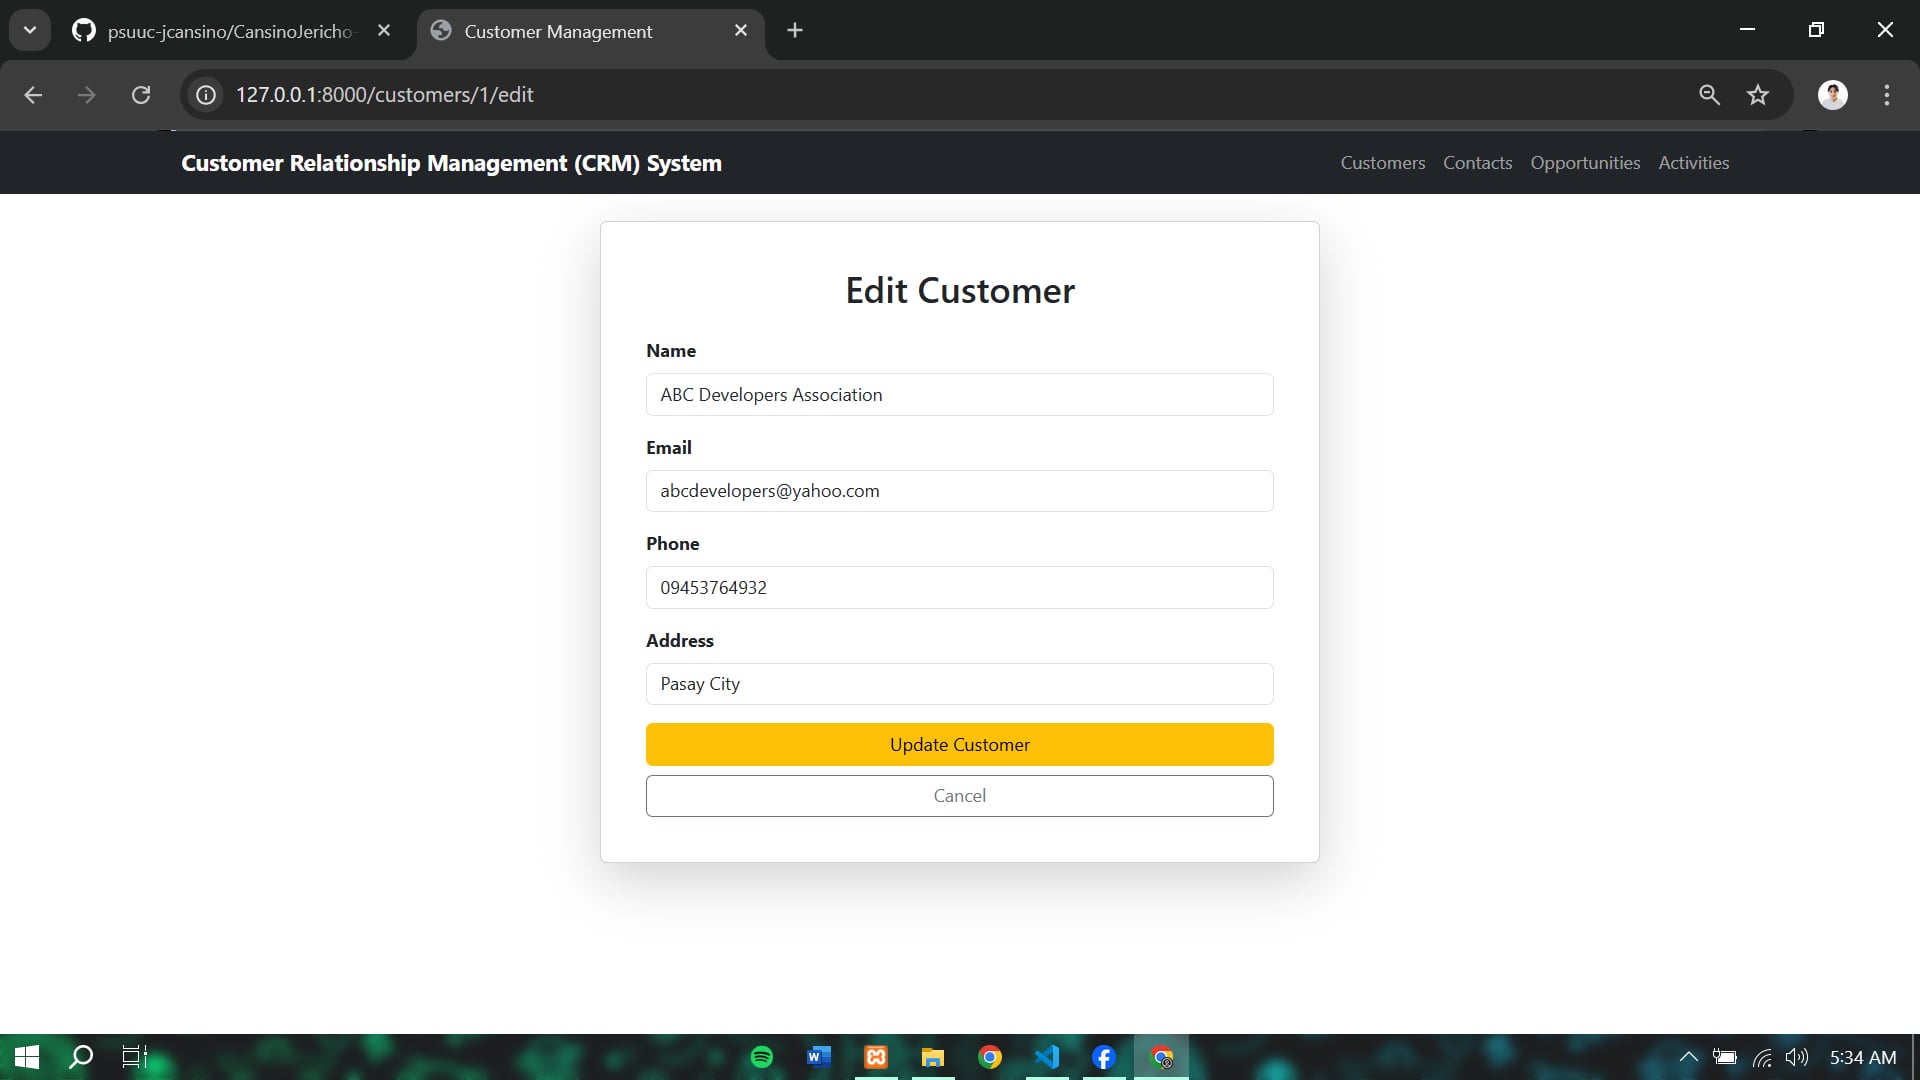 psuuc-jcansino/CansinoJericho-
Customer Management
127.0.0.1:8000/customers/1/edit
Customer Relationship Management (CRM) System
Customers Contacts Opportunities Activities
Edit Customer
Name
ABC Developers Association
Email
abcdevelopers@yahoo.com
Phone
09453764932
Address
Pasay City
Update Customer
Cancel
5:34 AM